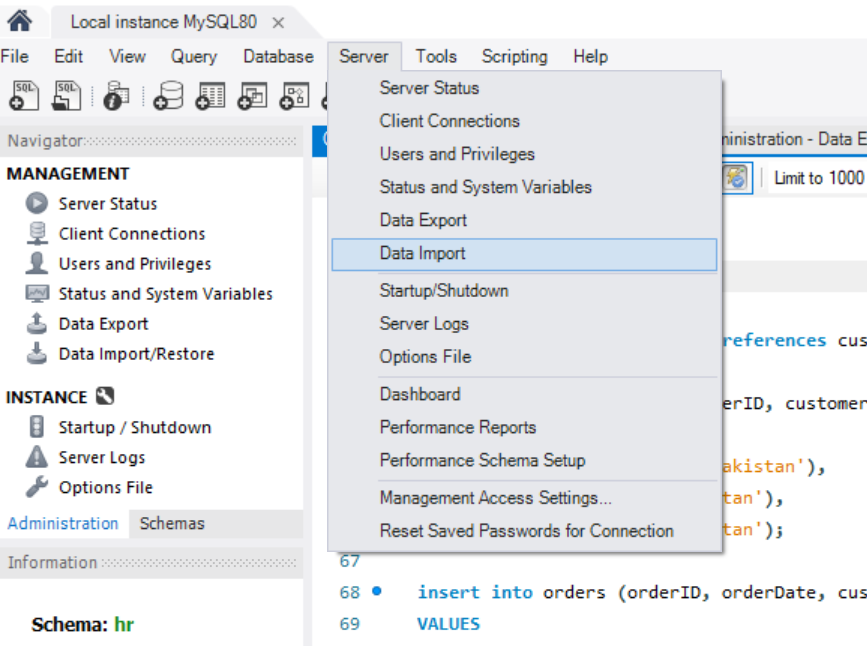 Local instance MySQL80
File Edit View Query Database Server Tools Scripting Help
SQL SQL
Navigator
MANAGEMENT
Server Status
Client Connections
Users and Privileges
Status and System Variables
Data Export
Data Import/Restore
INSTANCE
Startup / Shutdown
Server Logs
Options File
Administration Schemas
Information
Schema: hr
Server Status
Client Connections
Users and Privileges
Status and System Variables
Data Export
Data Import
Startup/Shutdown
Server Logs
Options File
Dashboard
Performance Reports
Performance Schema Setup
Management Access Settings...
Reset Saved Passwords for Connection
ninistration - Data E
Limit to 1000
references cus
erID, customer
akistan'),
tan'),
tan');
67
68 insert into orders (orderID, orderDate, cus
69 VALUES